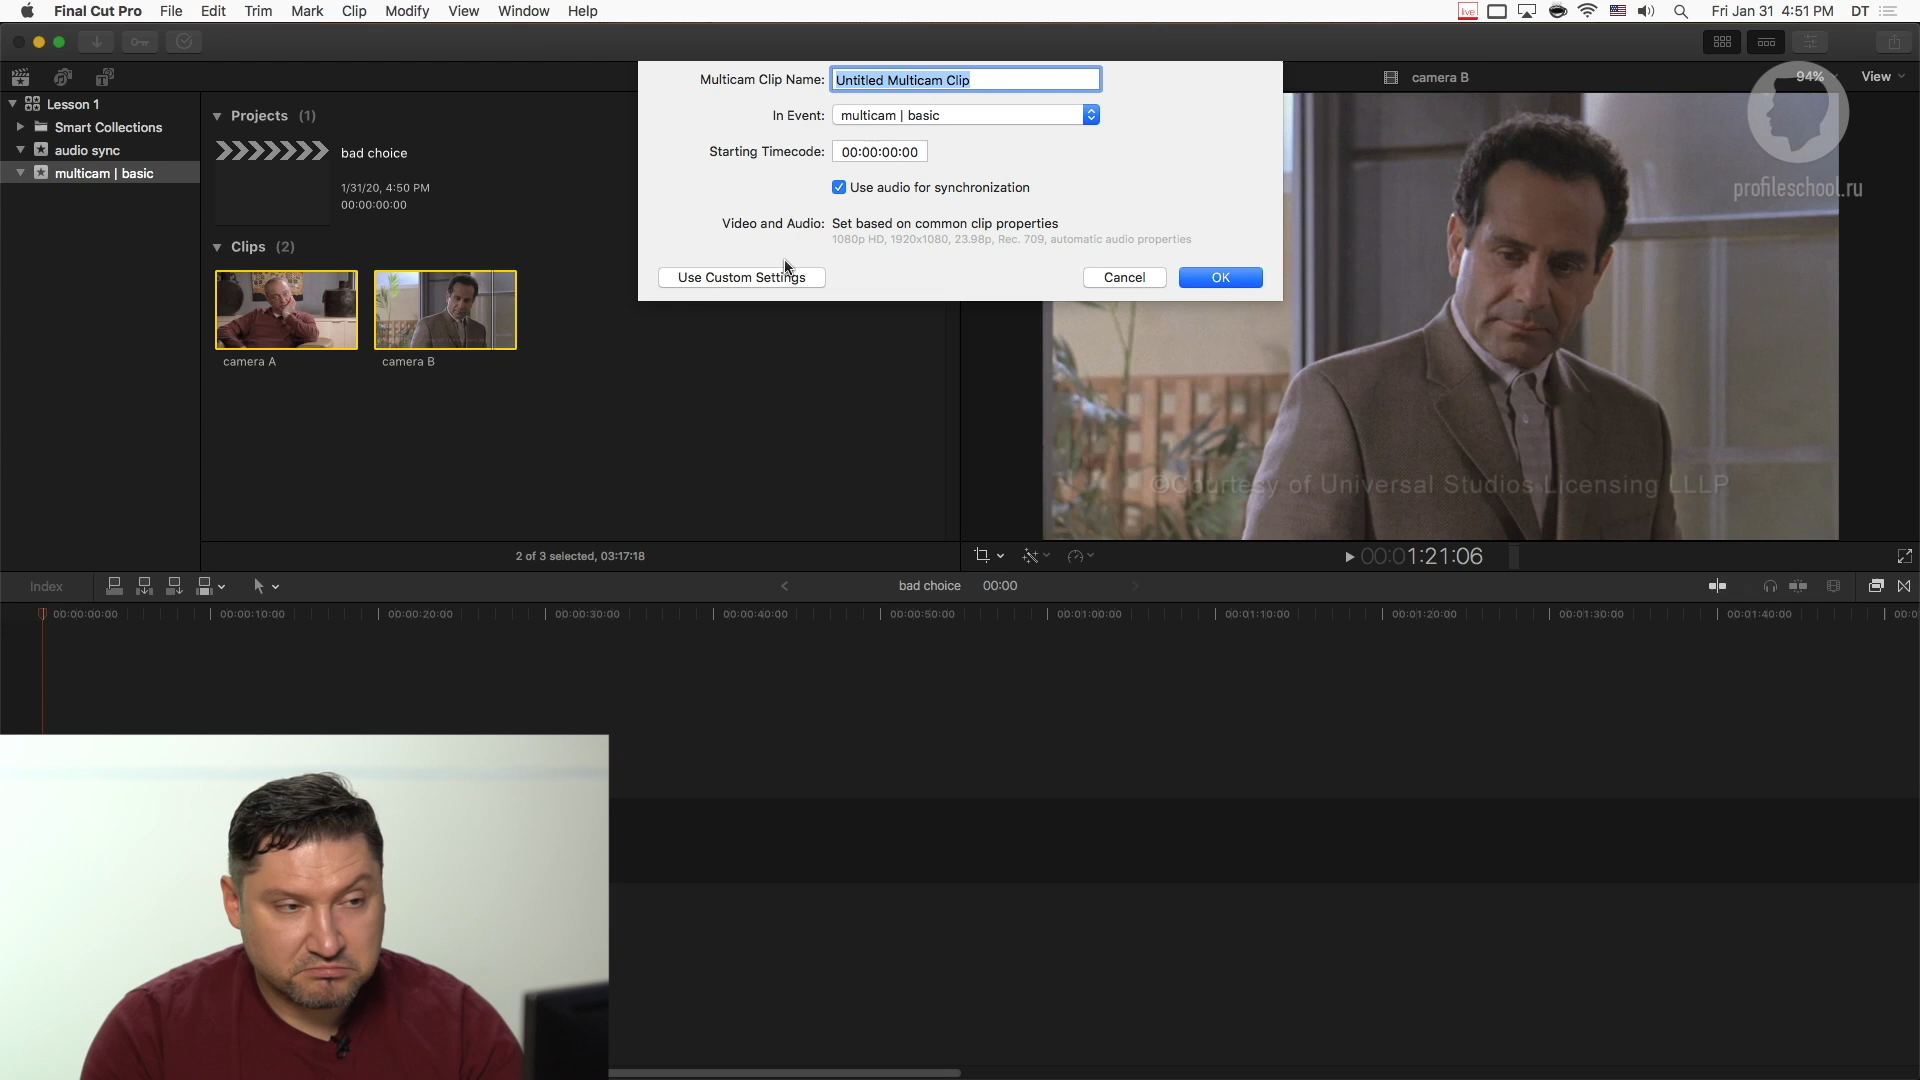 Final Cut Pro File Edit Trim Mark Clip Modify View Window Help
live Fri Jan 31 4:51 PM DT
Multicam Clip Name: Untitled Multicam Clip
In Event: multicam | basic
Starting Timecode: 00:00:00:00
Use audio for synchronization
Video and Audio: Set based on common clip properties
1080p HD, 1920x1080, 23.98p, Rec. 709, automatic audio properties
Use Custom Settings Cancel OK
camera B 94% View
profileschool.ru
Lesson 1
Smart Collections
audio sync
multicam | basic
Projects (1)
bad choice
1/31/20, 4:50 PM
00:00:00:00
Clips (2)
camera A camera B
©Courtesy of Universal Studios Licensing LLLP
2 of 3 selected, 03:17:18
00:01:21:06
Index bad choice 00:00
00:00:00:00 00:00:10:00 00:00:20:00 00:00:30:00 00:00:40:00 00:00:50:00 00:01:00:00 00:01:10:00 00:01:20:00 00:01:30:00 00:01:40:00